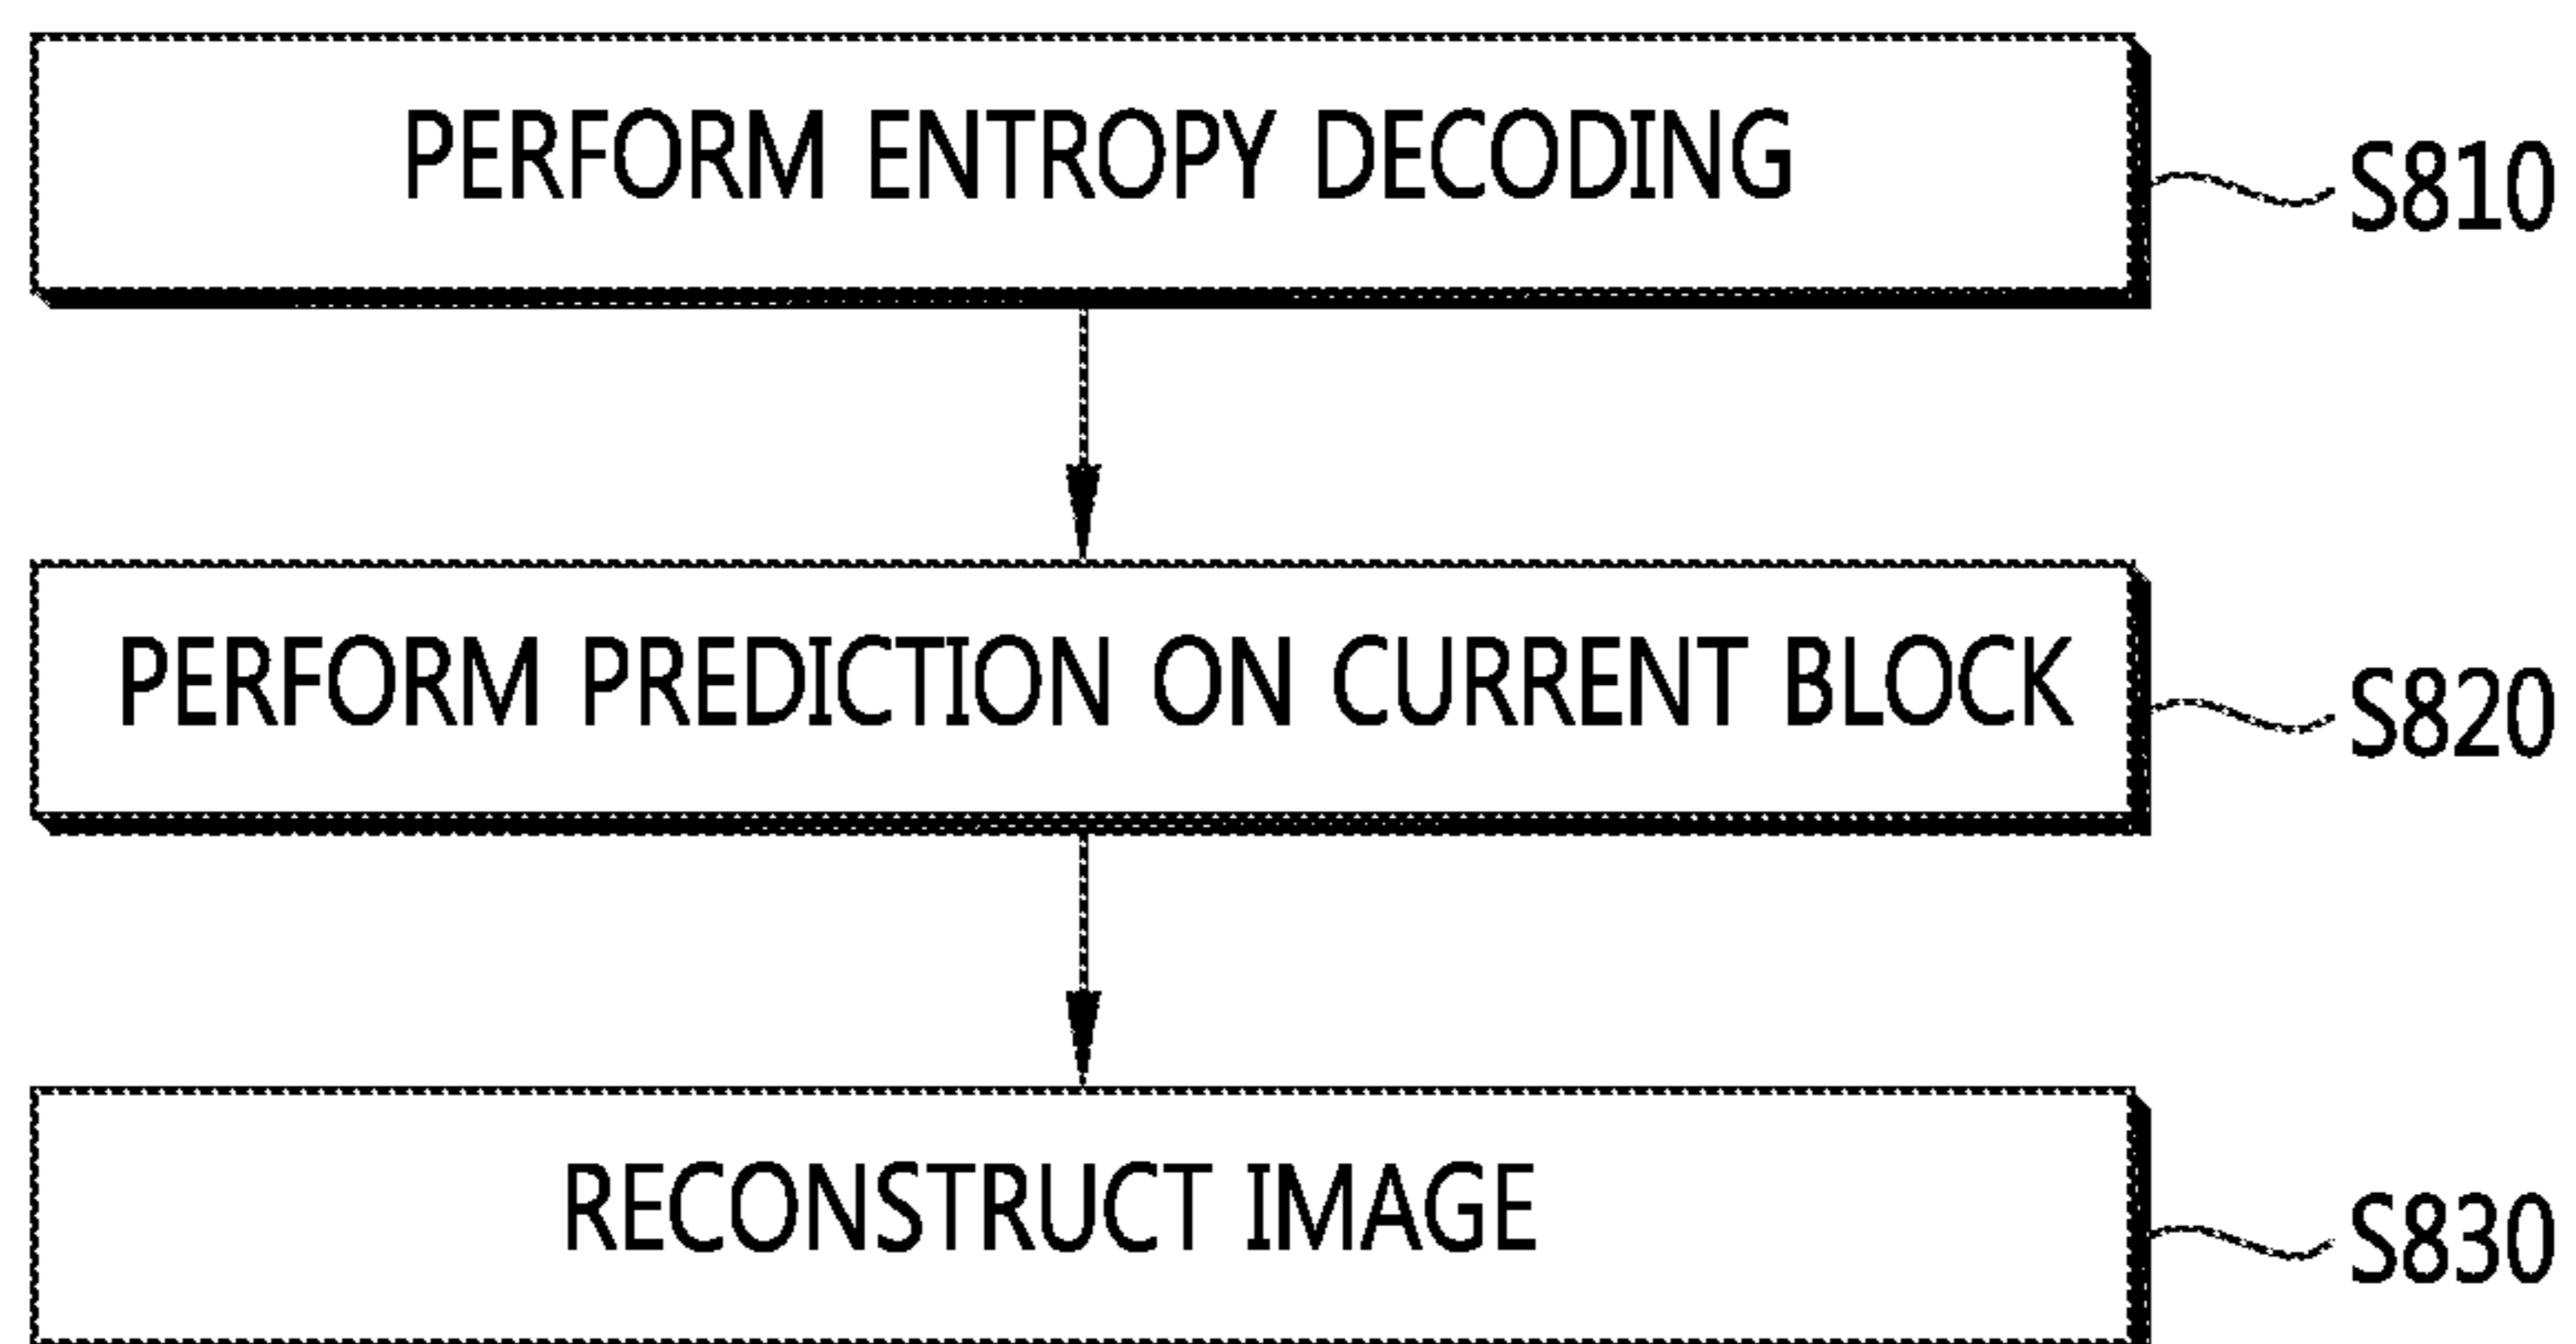 PERFORM ENTROPY DECODING
S810
PERFORM PREDICTION ON CURRENT BLOCK
S820
RECONSTRUCT IMAGE
S830